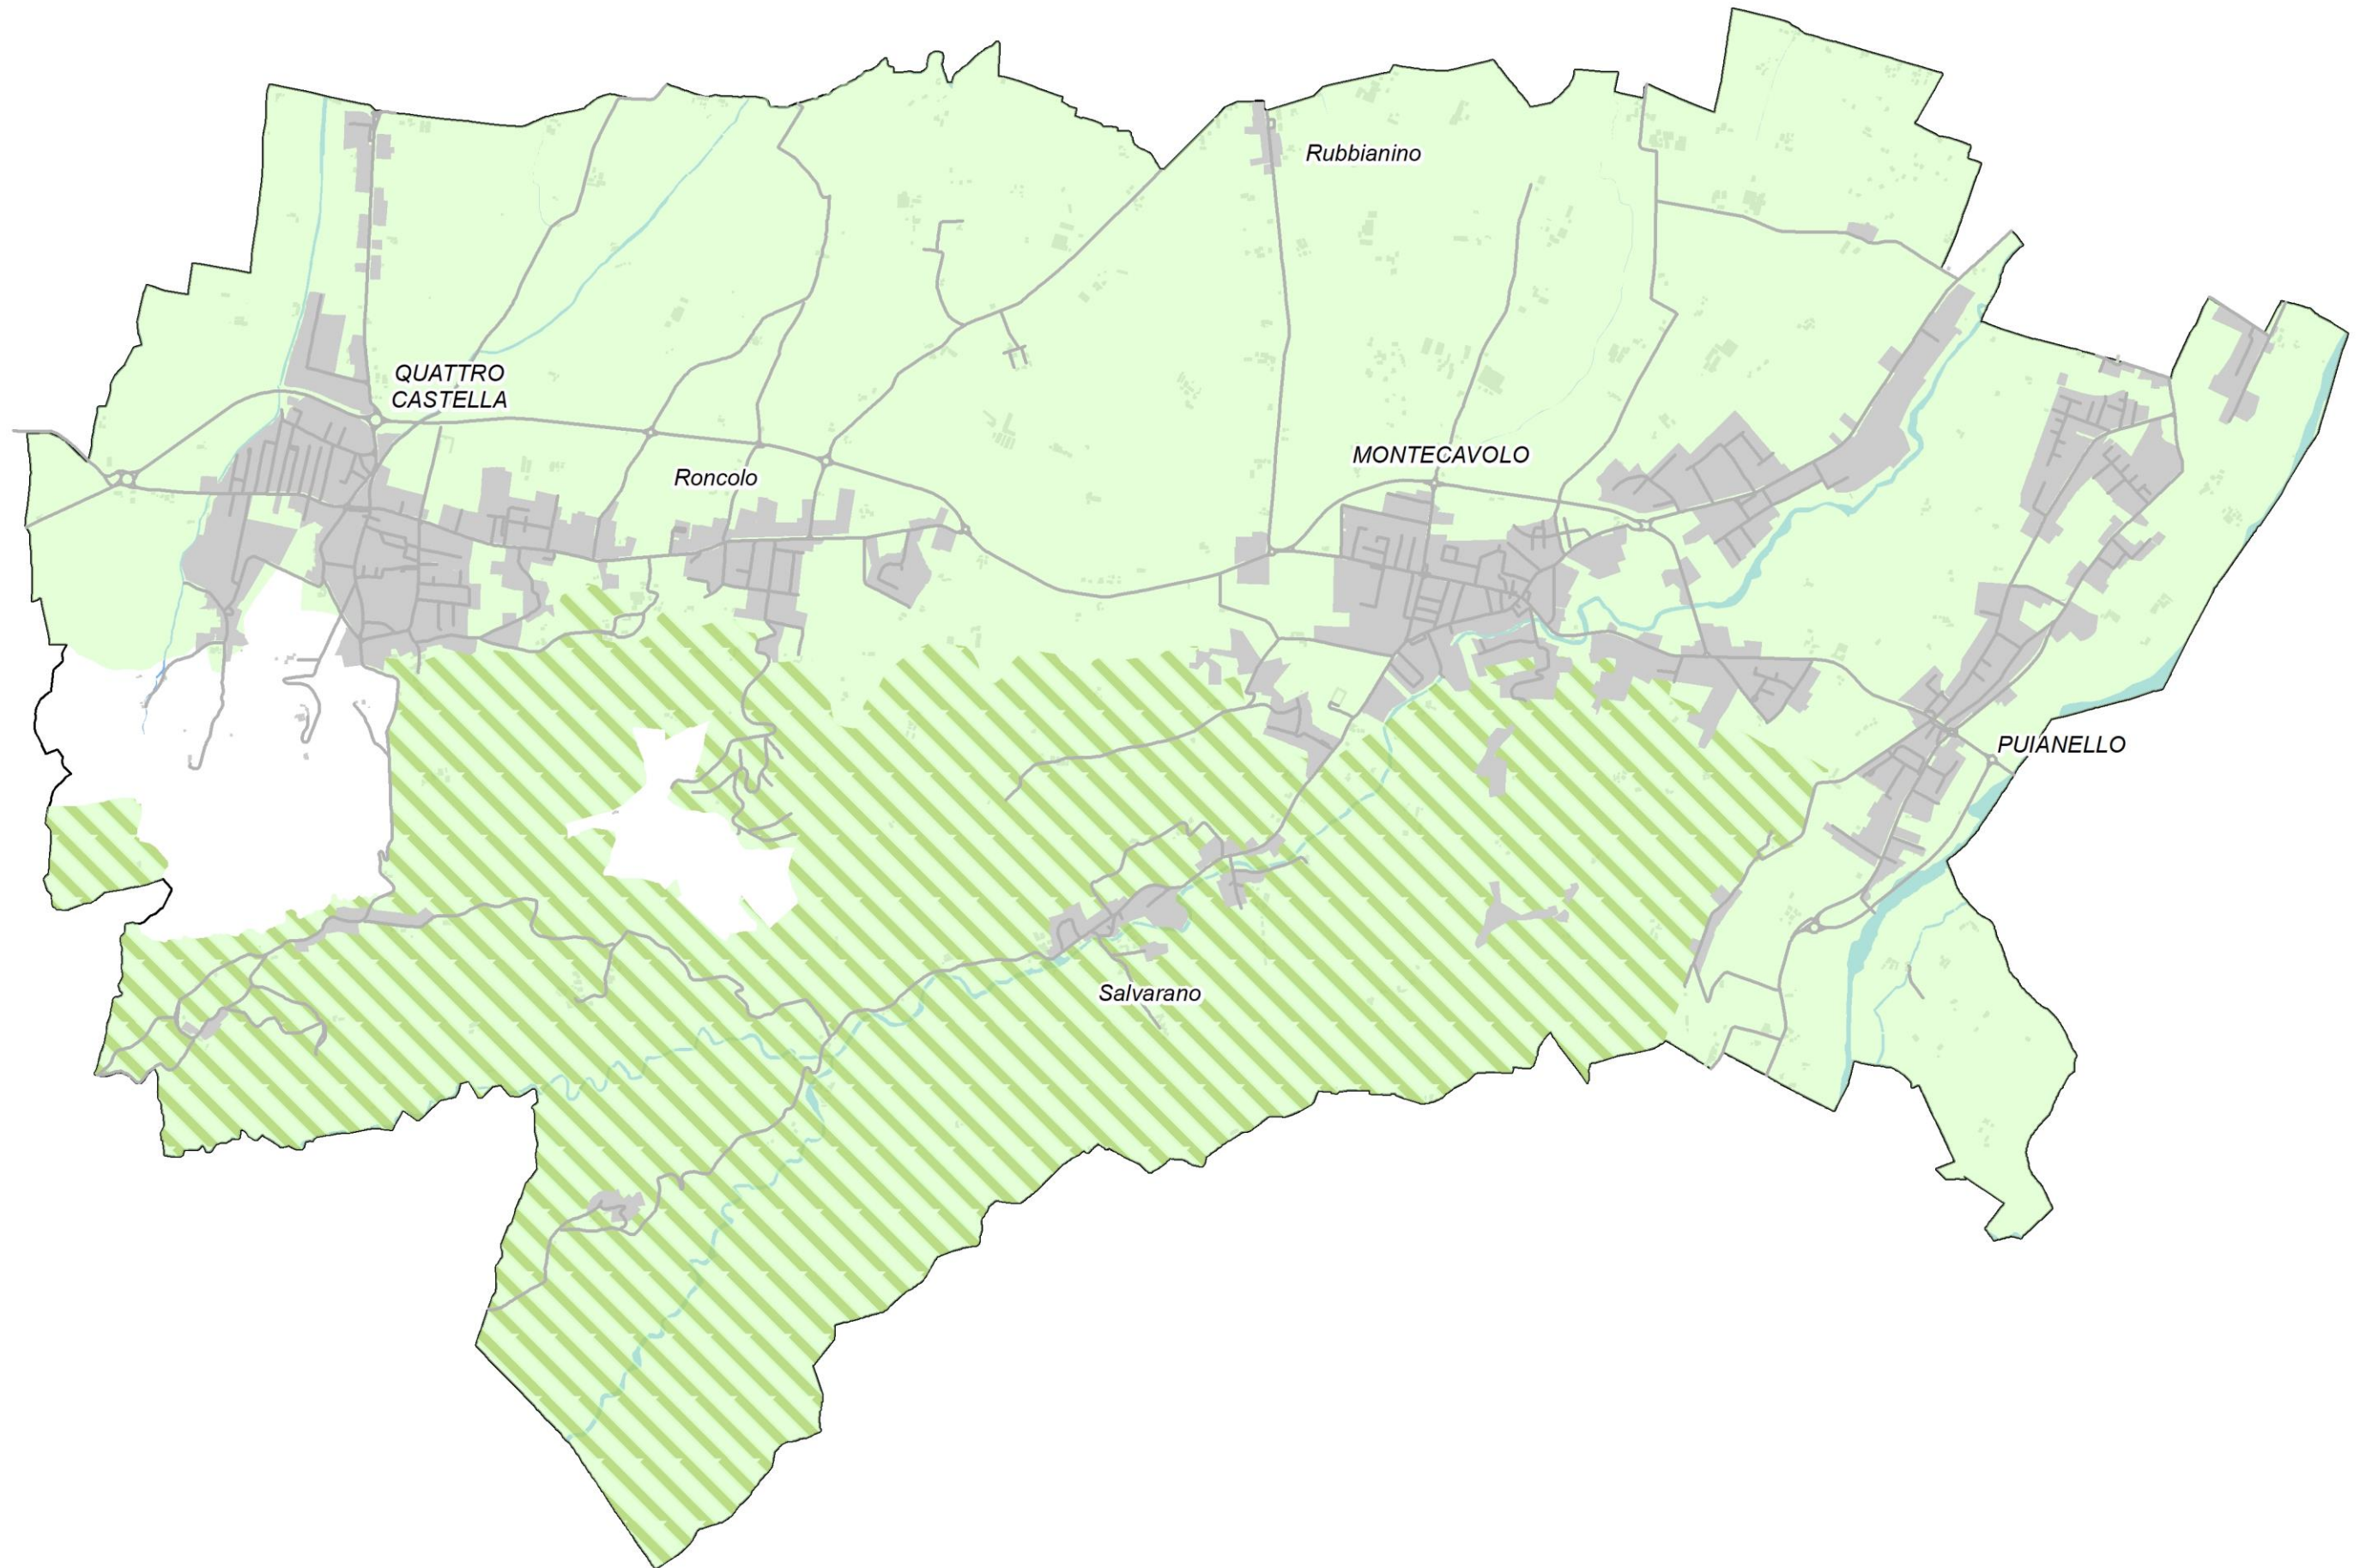 Rubbianino
QUATTRO
CASTELLA
MONTECAVOLO
Roncolo
PUIANELLO
Salvarano